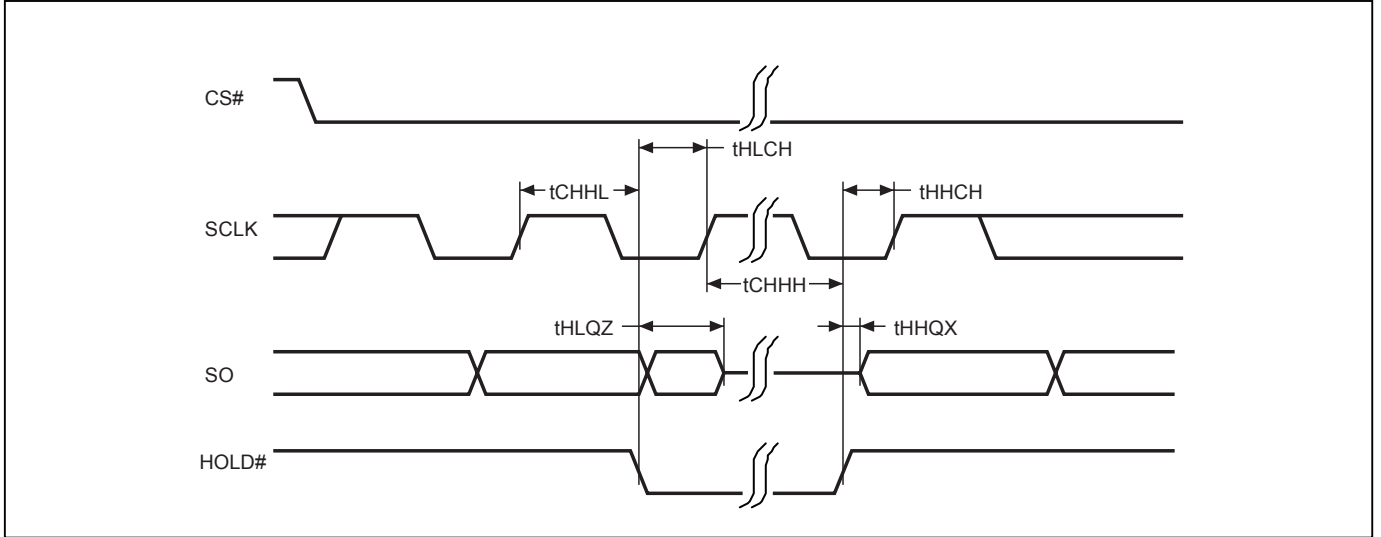 CS#
tHLCH
tCHHL
tHHCH
SCLK
tCHHH
tHLQZ
tHHQX
SO
HOLD#